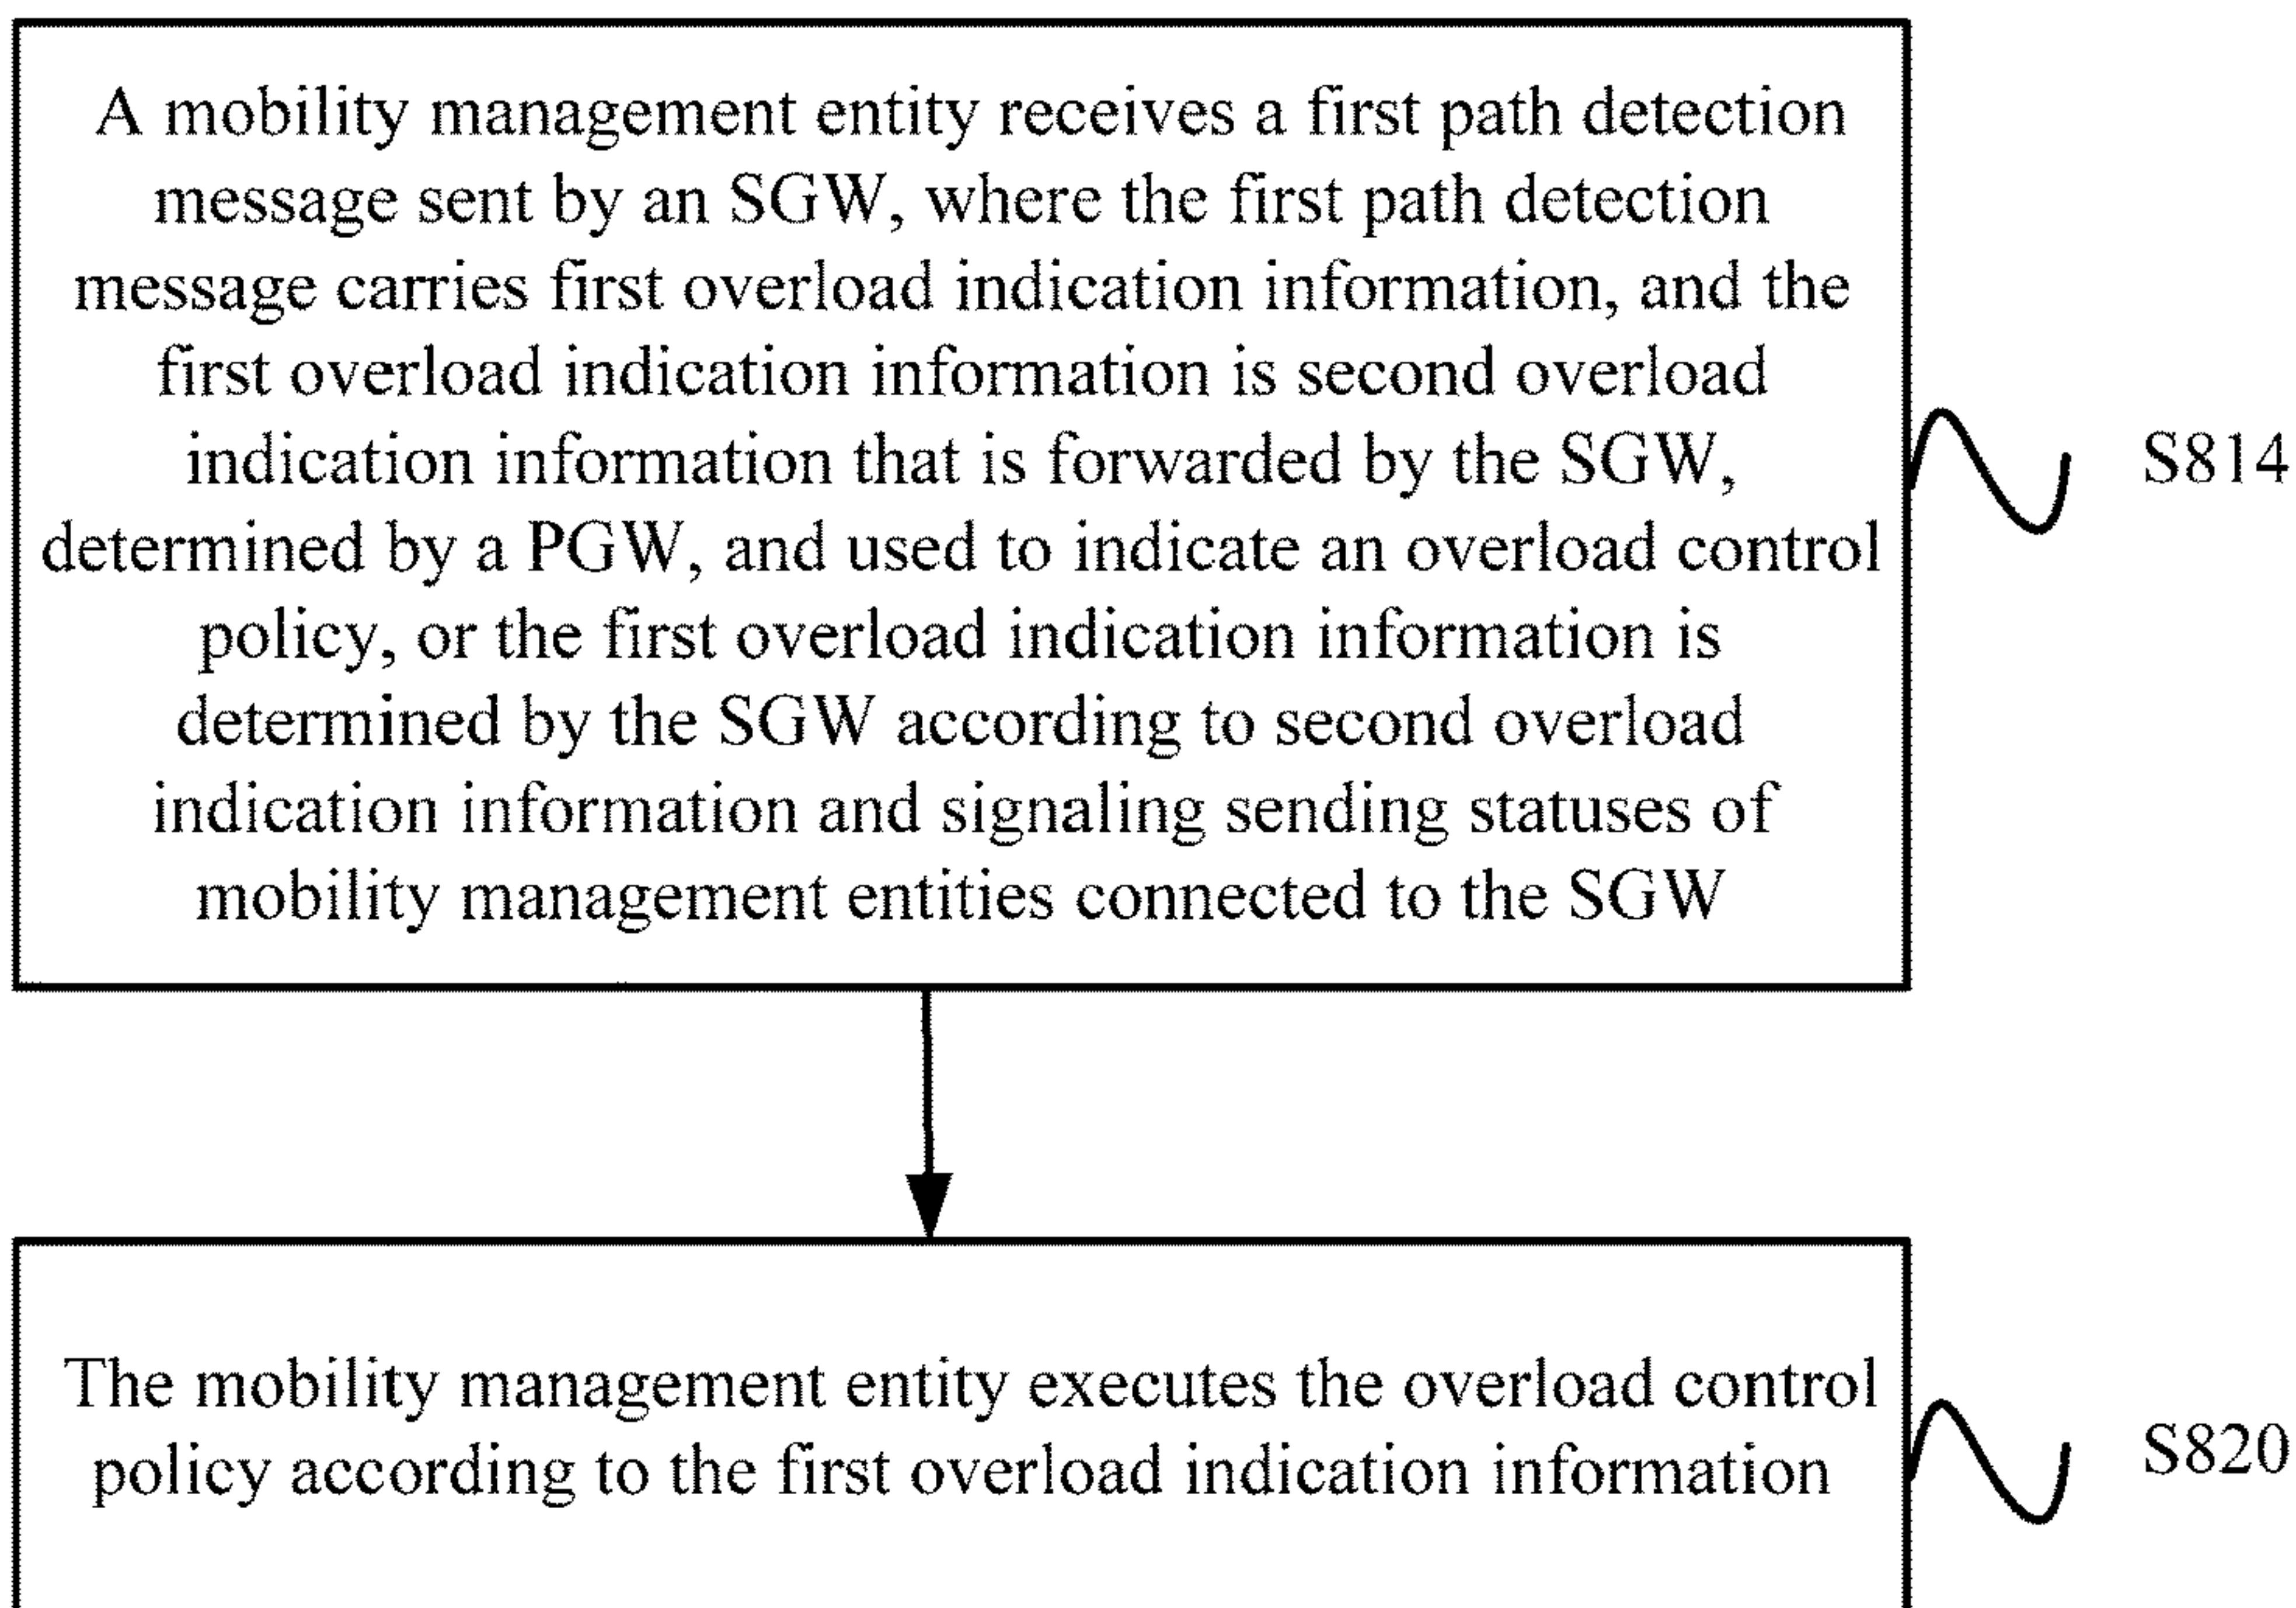 A mobility management entity receives a first path detection
message sent by an SGW, where the first path detection
message carries first overload indication information, and the
first overload indication information is second overload
indication information that is forwarded by the SGW,
determined by a PGW, and used to indicate an overload control
policy, or the first overload indication information is
determined by the SGW according to second overload
indication information and signaling sending statuses of
mobility management entities connected to the SGW
S814
The mobility management entity executes the overload control
policy according to the first overload indication information
S820